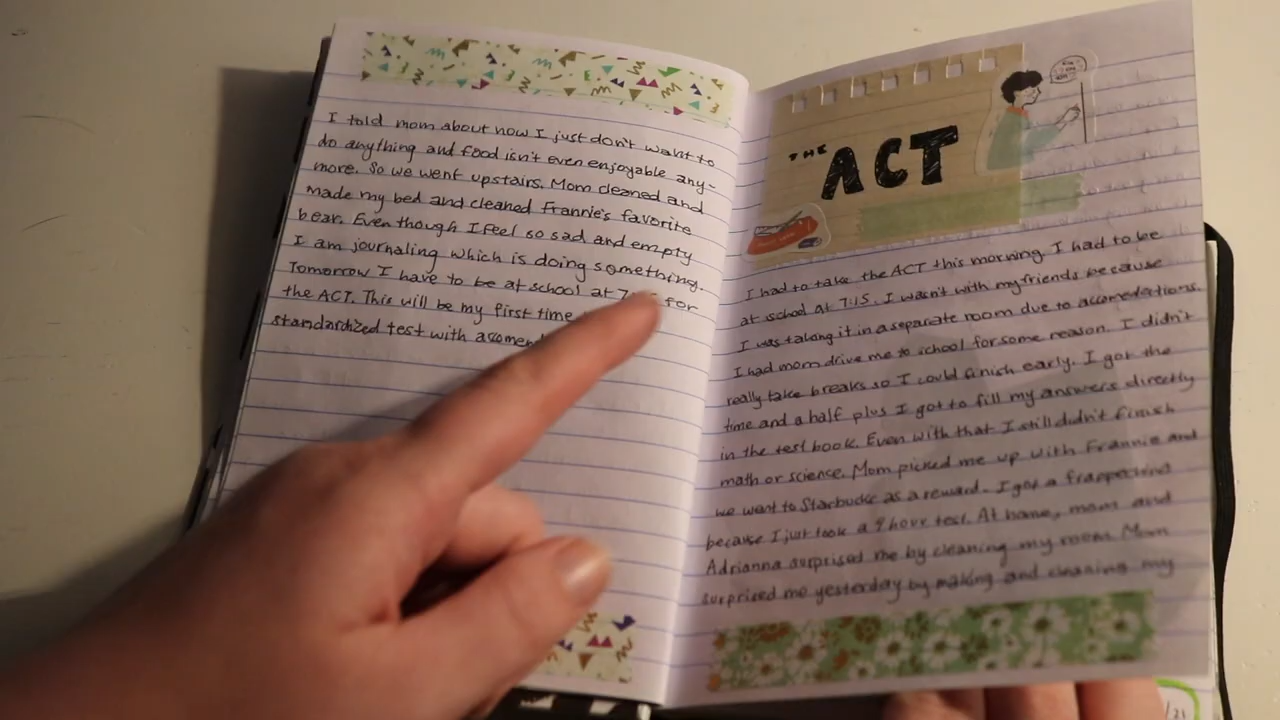 I told mom about how I just don't want to
do anything and food isn't even enjoyable any-
more. So we went upstairs. Mom cleaned and
made my bed and cleaned Frannie's favorite
bear. Even though I feel so sad and empty
I am journaling which is doing something.
Tomorrow I have to be at school at 7 for
the ACT. This will be my first time
standardized test with
THE ACT
I had to take the ACT this morning. I had to be
at school at 7:15. I wasn't with my friends because
I was taking it in a separate room due to accomedations.
I had mom drive me to school for some reason. I didn't
really take breaks so I could finish early. I got the
time and a half plus I got to fill my answers directly
in the test book. Even with that I still didn't finish
math or science. Mom picked me up with Frannie and
we went to Starbucks as a reward. I got a frappechino
because I just took a hour test. At home, mom and
Adrianna surprised me by cleaning my room. Mom
surprised me yesterday by making and cleaning my